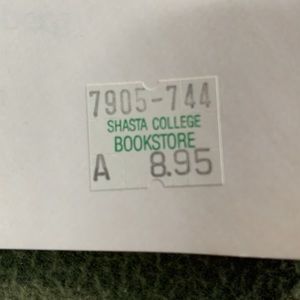 7905-744
SHASTA COLLEGE
BOOKSTORE
A 8.95